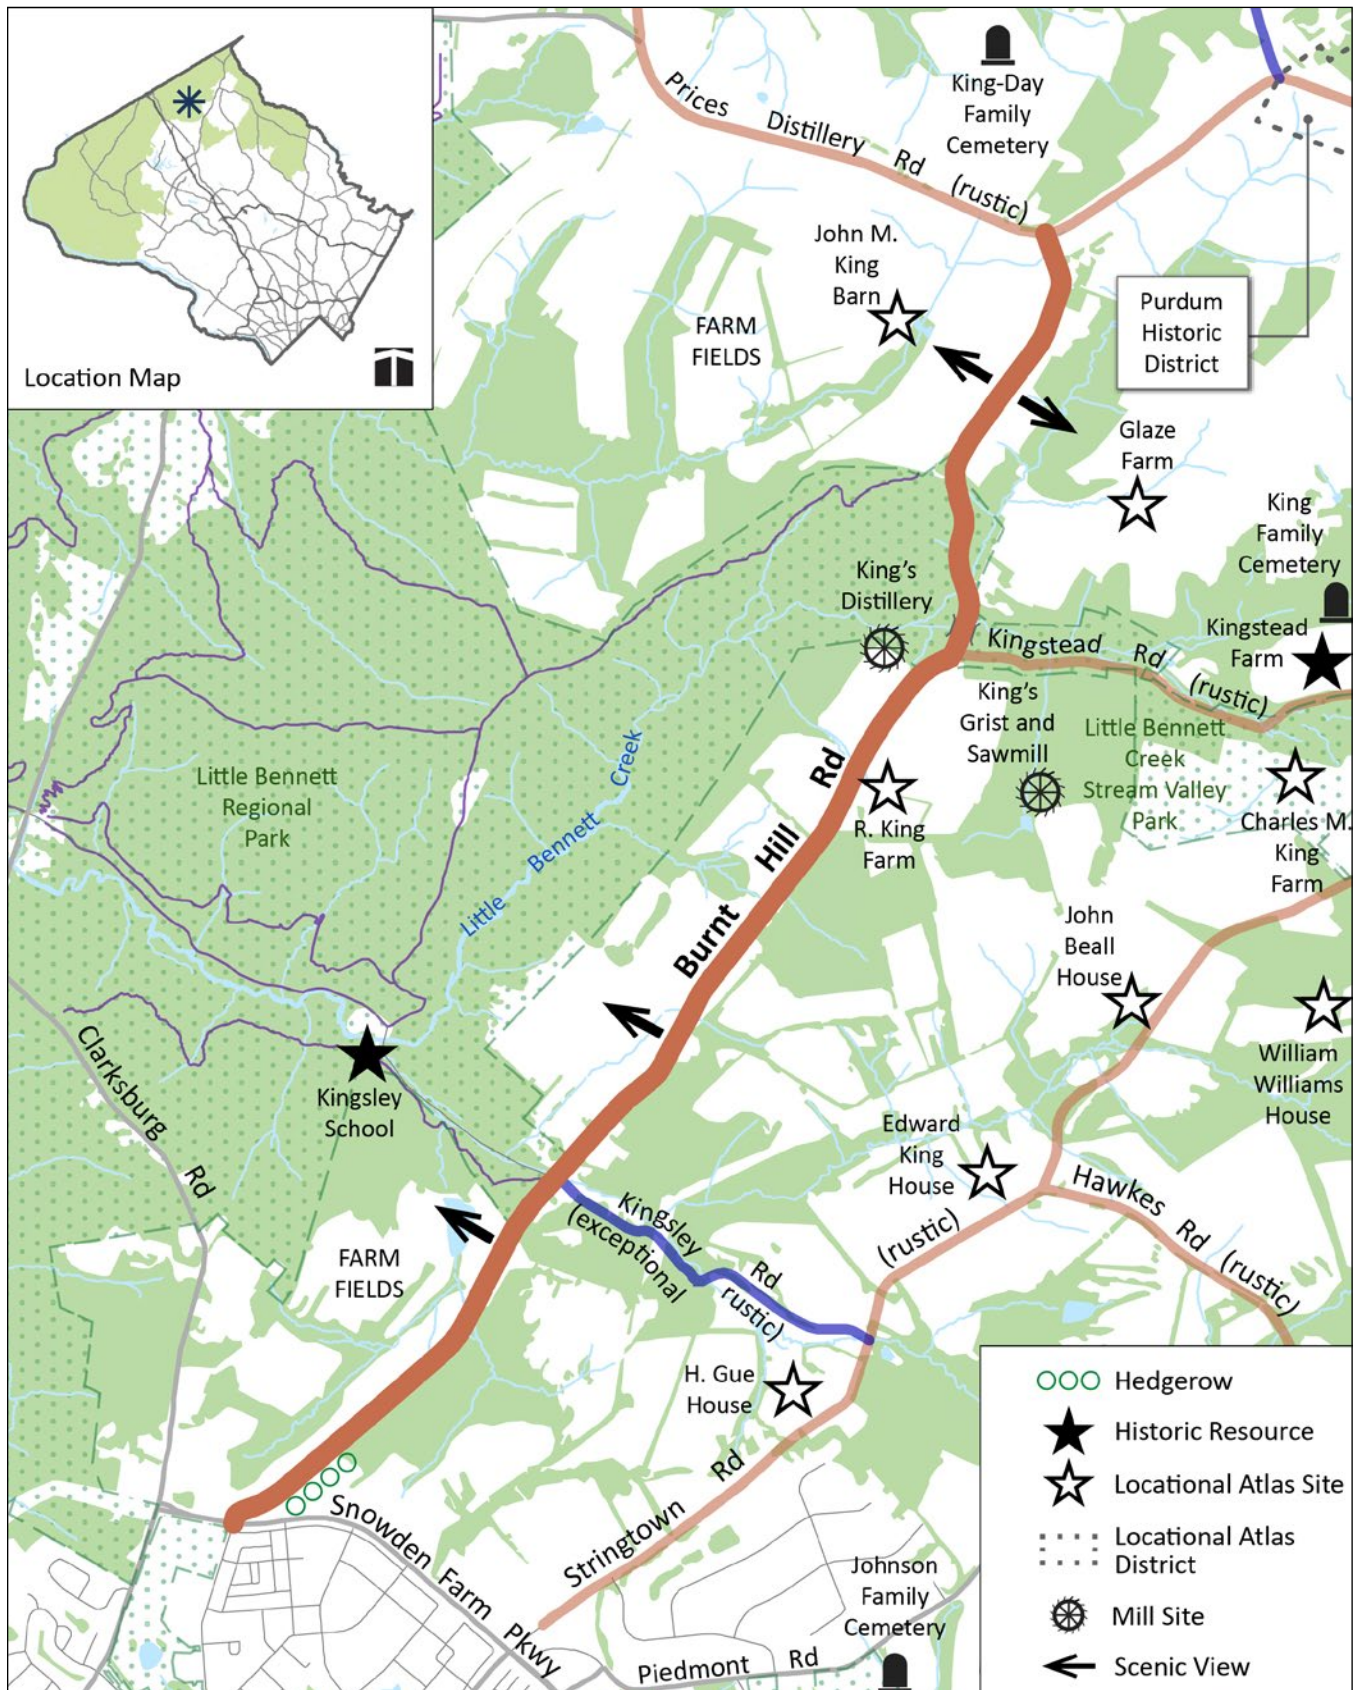 Location Map
King-Day
Family
Cemetery
Prices Distillery Rd (rustic)
John M.
King
Barn
FARM
FIELDS
Purdum
Historic
District
Glaze
Farm
King
Family
Cemetery
King's
Distillery
Kingstead Rd (rustic)
Kingstead
Farm
King's
Grist and
Sawmill
Little Bennett
Creek
Stream Valley
Park
Charles M.
King
Farm
Little Bennett
Regional
Park
Little Bennett Creek
R. King
Farm
Burnt Hill Rd
John
Beall
House
William
Williams
House
Clarksburg Rd
Kingsley
School
Edward
King
House
Hawkes Rd (rustic)
Kingsley Rd
(exceptional rustic)
(rustic)
FARM
FIELDS
H. Gue
House
Stringtown Rd
Snowden Farm Pkwy
Johnson
Family
Cemetery
Piedmont Rd
Hedgerow
Historic Resource
Locational Atlas Site
Locational Atlas
District
Mill Site
Scenic View